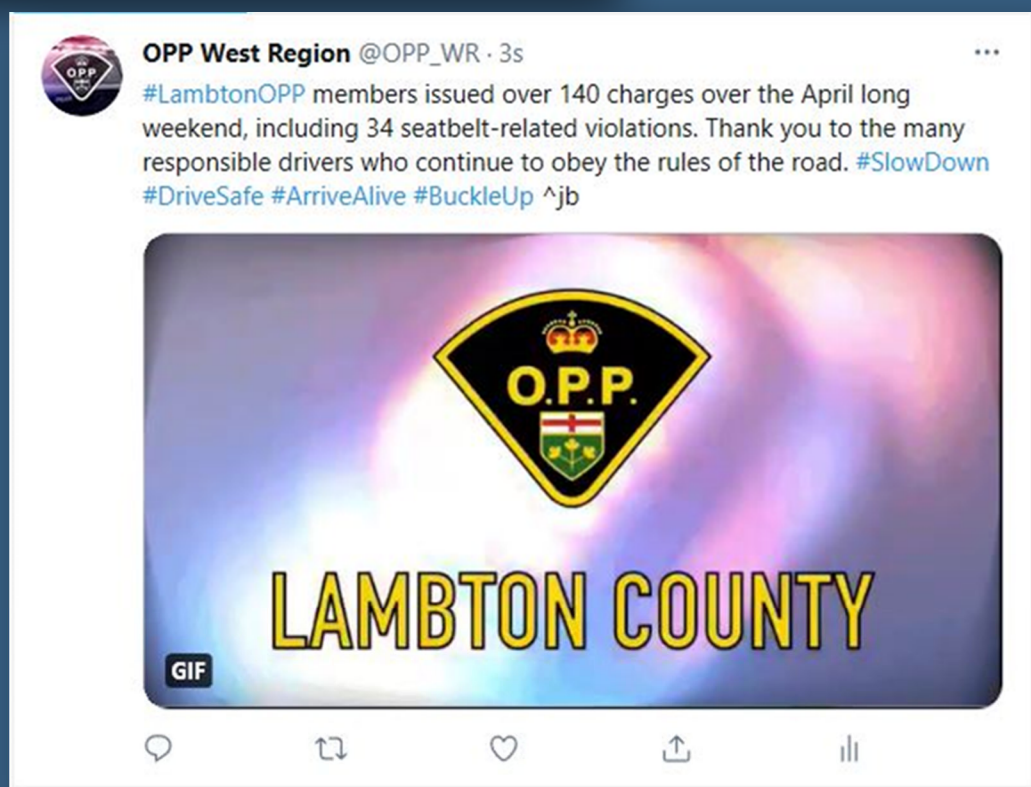 OPP West Region @OPP_WR · 3s
#LambtonOPP members issued over 140 charges over the April long
weekend, including 34 seatbelt-related violations. Thank you to the many
responsible drivers who continue to obey the rules of the road. #SlowDown
#DriveSafe #ArriveAlive #BuckleUp ^jb
OPP
O.P.P.
LAMBTON COUNTY
GIF